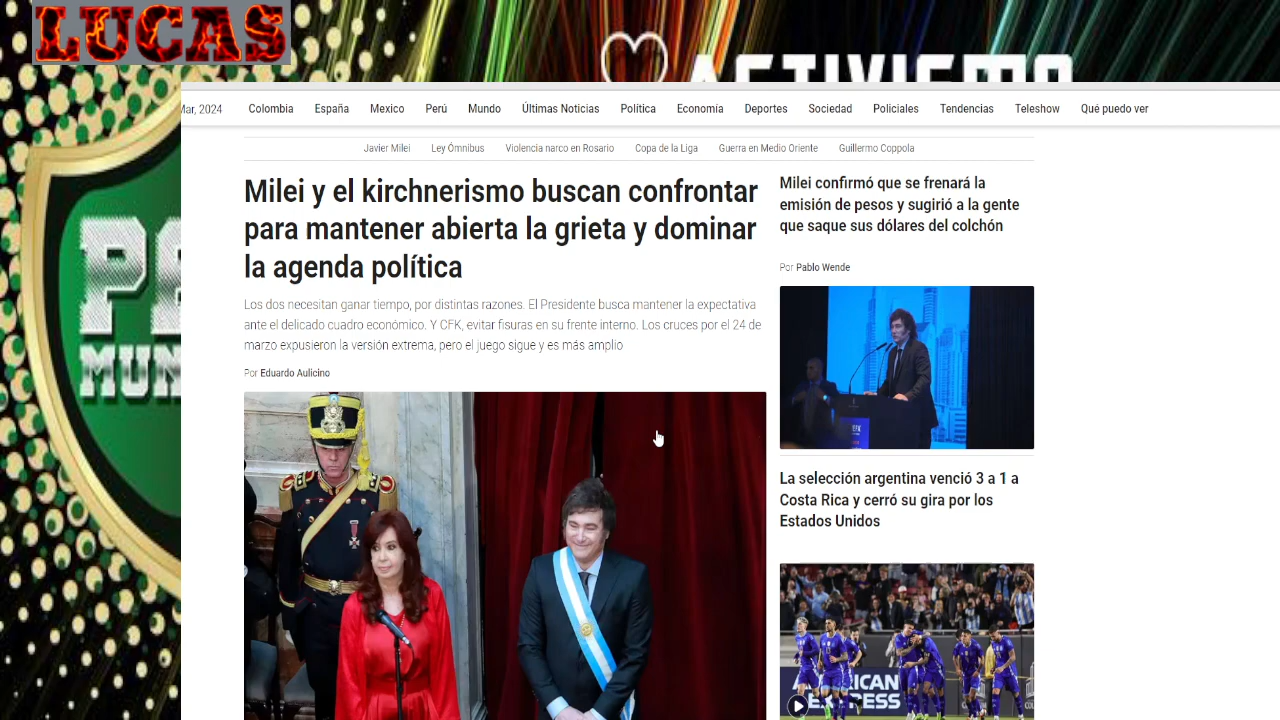 LUCAS
ACTIVISMO
Mar, 2024 Colombia España Mexico Perú Mundo Últimas Noticias Política Economía Deportes Sociedad Policiales Tendencias Teleshow Qué puedo ver
Javier Milei Ley Ómnibus Violencia narco en Rosario Copa de la Liga Guerra en Medio Oriente Guillermo Coppola
Milei y el kirchnerismo buscan confrontar
para mantener abierta la grieta y dominar
la agenda política
Los dos necesitan ganar tiempo, por distintas razones. El Presidente busca mantener la expectativa
ante el delicado cuadro económico. Y CFK, evitar fisuras en su frente interno. Los cruces por el 24 de
marzo expusieron la versión extrema, pero el juego sigue y es más amplio
Por Eduardo Aulicino
Milei confirmó que se frenará la
emisión de pesos y sugirió a la gente
que saque sus dólares del colchón
Por Pablo Wende
La selección argentina venció 3 a 1 a
Costa Rica y cerró su gira por los
Estados Unidos
AMERICAN
EXPRESS
MUN